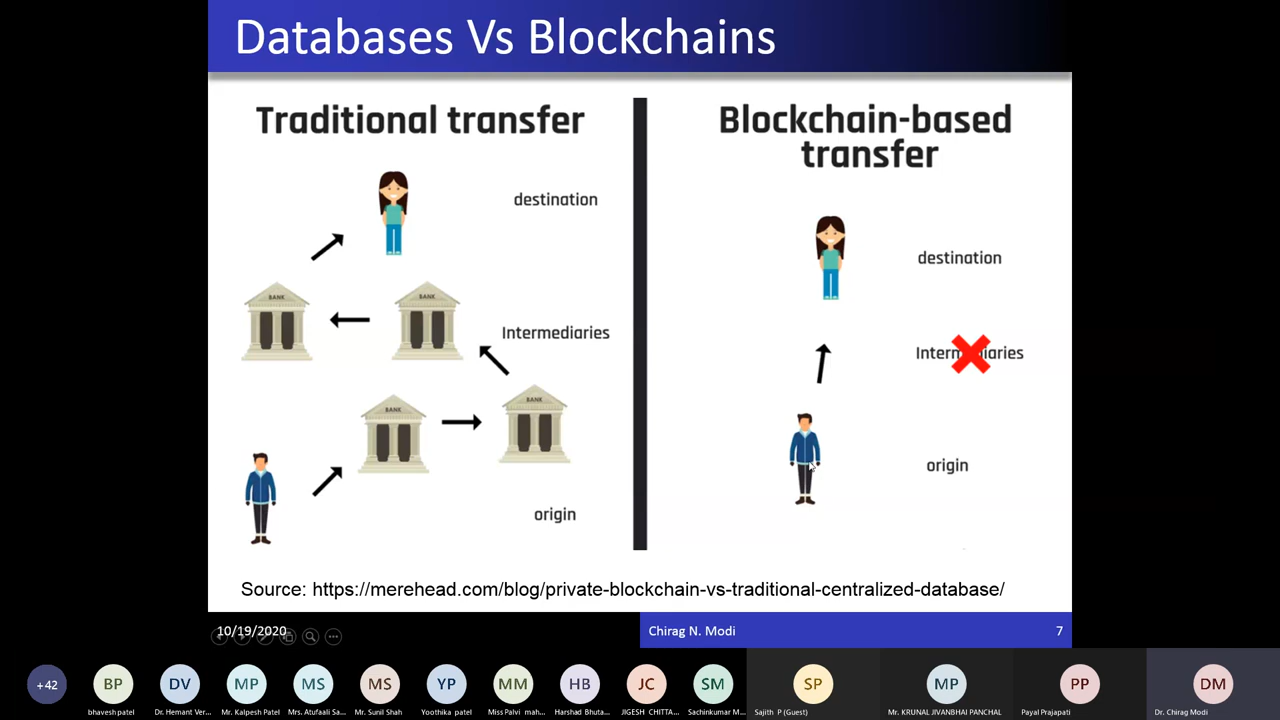 Databases Vs Blockchains
Traditional transfer
destination
BANK
BANK
Intermediaries
BANK
BANK
origin
Blockchain-based
transfer
destination
Intermediaries
origin
Source: https://merehead.com/blog/private-blockchain-vs-traditional-centralized-database/
10/19/2020
Chirag N. Modi
7
+42
BP
DV
MP
MS
MS
YP
MM
HB
JC
SM
SP
MP
PP
DM
bhavesh patel
Dr. Hemant Ver...
Mr. Kalpesh Patel
Mrs. Atufaali Sa...
Mr. Sunil Shah
Yoothika patel
Miss Palvi mah...
Harshad Bhuta...
JIGESH CHITTA...
Sachinkumar M...
Sajith P (Guest)
Mr. KRUNAL JIVANBHAI PANCHAL
Payal Prajapati
Dr. Chirag Modi